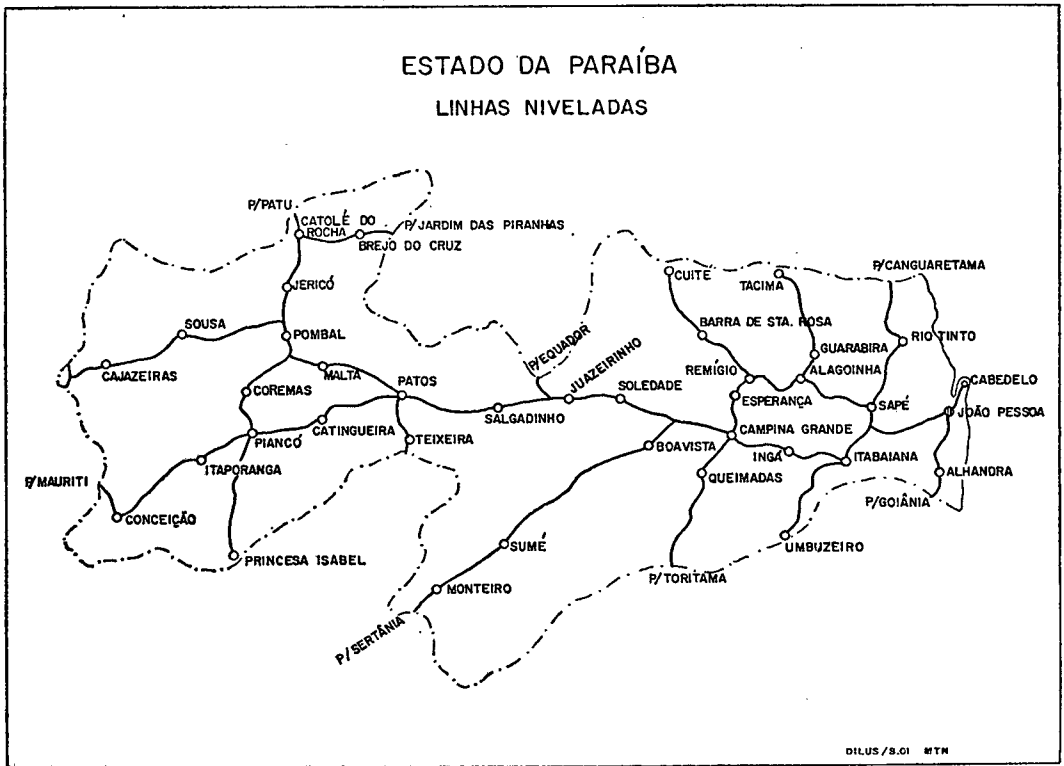 ESTADO DA PARAÍBA
LINHAS NIVELADAS
P/PATU
CATOLÉ DO
ROCHA
P/JARDIM DAS PIRANHAS
BREJO DO CRUZ
JERICÓ
SOUSA
POMBAL
CAJAZEIRAS
MALTA
COREMAS
PATOS
CATINGUEIRA
PIANCÓ
TEIXEIRA
ITAPORANGA
P/MAURITI
CONCEIÇÃO
PRINCESA ISABEL
SALGADINHO
P/EQUADOR
JUAZEIRINHO
SOLEDADE
BOAVISTA
SUMÉ
MONTEIRO
P/SERTÂNIA
CUITÉ
TACIMA
P/CANGUARETAMA
BARRA DE STA. ROSA
RIO TINTO
GUARABIRA
REMÍGIO
ALAGOINHA
CABEDELO
ESPERANÇA
SAPÉ
JOÃO PESSOA
CAMPINA GRANDE
INGÁ
ITABAIANA
ALHANDRA
QUEIMADAS
P/GOIÂNIA
UMBUZEIRO
P/TORITAMA
DILUS/S.01 MTN